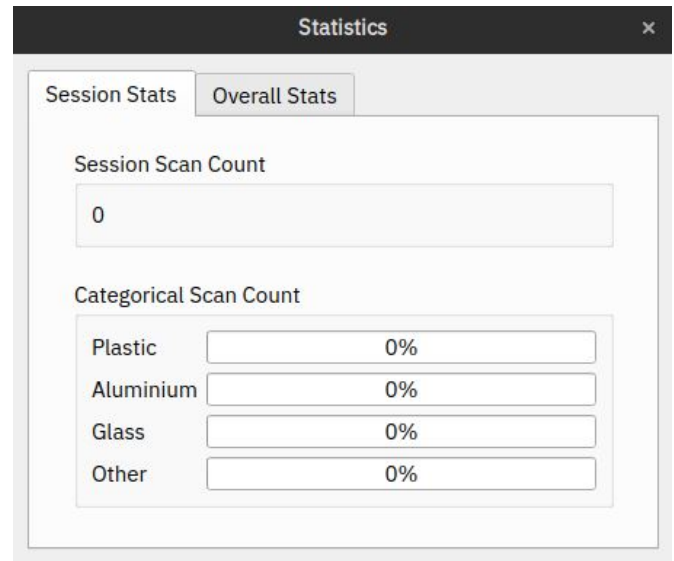 Statistics ×
Session Stats Overall Stats
Session Scan Count
0
Categorical Scan Count
Plastic 0%
Aluminium 0%
Glass 0%
Other 0%